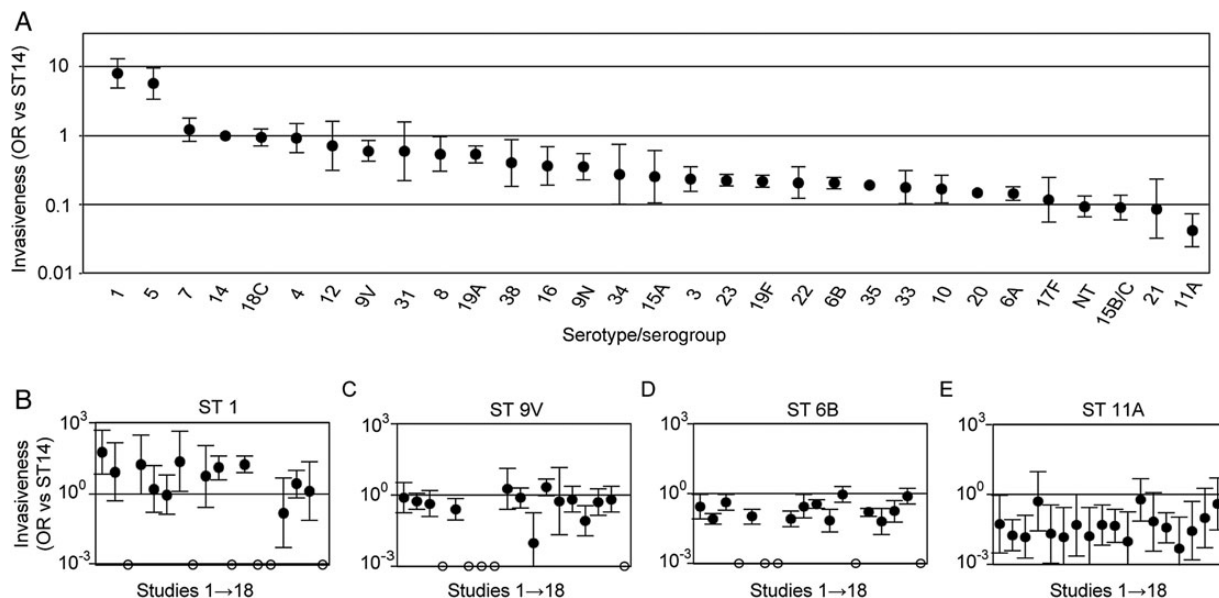 A
Invasiveness (OR vs ST14)
10
1
0.1
0.01
1 5 7 14 18C 4 12 9V 31 8 19A 38 16 9N 34 15A 3 23 19F 22 6B 35 33 10 20 6A 17F NT 15B/C 21 11A
Serotype/serogroup
B
ST 1
Invasiveness
(OR vs ST14)
10³
10⁰
10⁻³
Studies 1→18
C
ST 9V
10³
10⁰
10⁻³
Studies 1→18
D
ST 6B
10³
10⁰
10⁻³
Studies 1→18
E
ST 11A
10³
10⁰
10⁻³
Studies 1→18